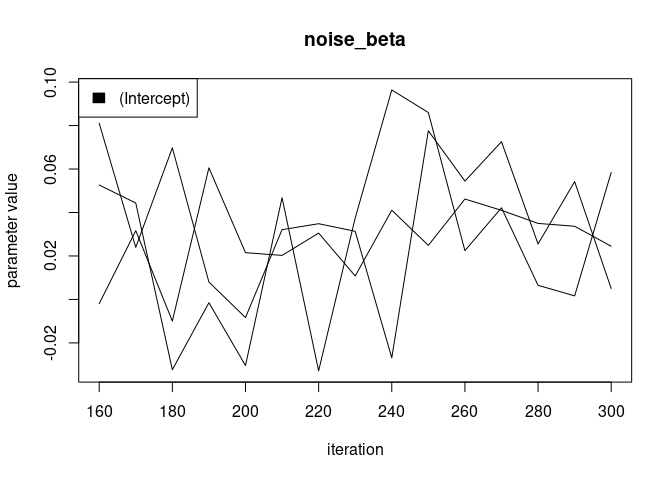 noise_beta
(Intercept)
0.10
0.06
0.02
-0.02
parameter value
160 180 200 220 240 260 280 300
iteration